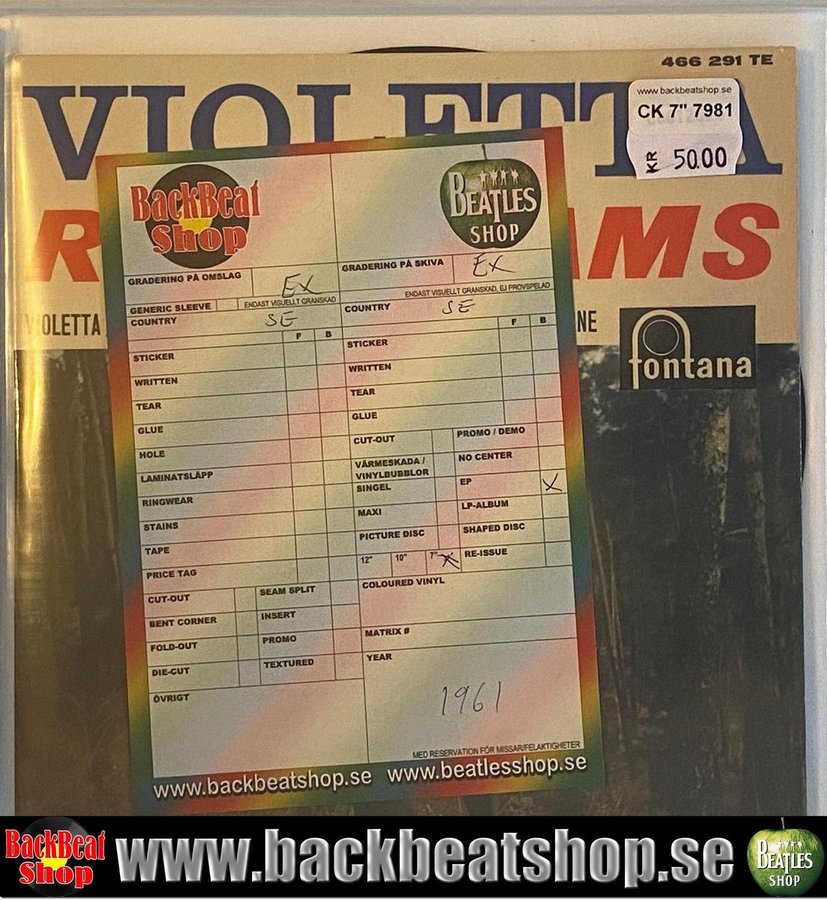 466 291 TE
VIOLETTA
www.backbeatshop.se
CK 7" 7981
KR 50.00
R
AMS
VIOLETTA
NE
fontana
BackBeat
Shop
BEATLES
SHOP
GRADERING PÅ OMSLAG EX
GENERIC SLEEVE ENDAST VISUELLT GRANSKAD
COUNTRY SE
F B
STICKER
WRITTEN
TEAR
GLUE
HOLE
LAMINATSLÄPP
RINGWEAR
STAINS
TAPE
PRICE TAG
CUT-OUT SEAM SPLIT
BENT CORNER INSERT
FOLD-OUT PROMO
DIE-CUT TEXTURED
ÖVRIGT
GRADERING PÅ SKIVA EX
ENDAST VISUELLT GRANSKAD, EJ PROVSPELAD
COUNTRY SE
F B
STICKER
WRITTEN
TEAR
GLUE
CUT-OUT PROMO / DEMO
VÄRMESKADA / NO CENTER
VINYLBUBBLOR
SINGEL EP X
MAXI LP-ALBUM
PICTURE DISC SHAPED DISC
12" 10" 7" X RE-ISSUE
COLOURED VINYL
MATRIX #
YEAR
1961
MED RESERVATION FÖR MISSAR/FELAKTIGHETER
www.backbeatshop.se www.beatlesshop.se
BackBeat
Shop
www.backbeatshop.se
BEATLES
SHOP